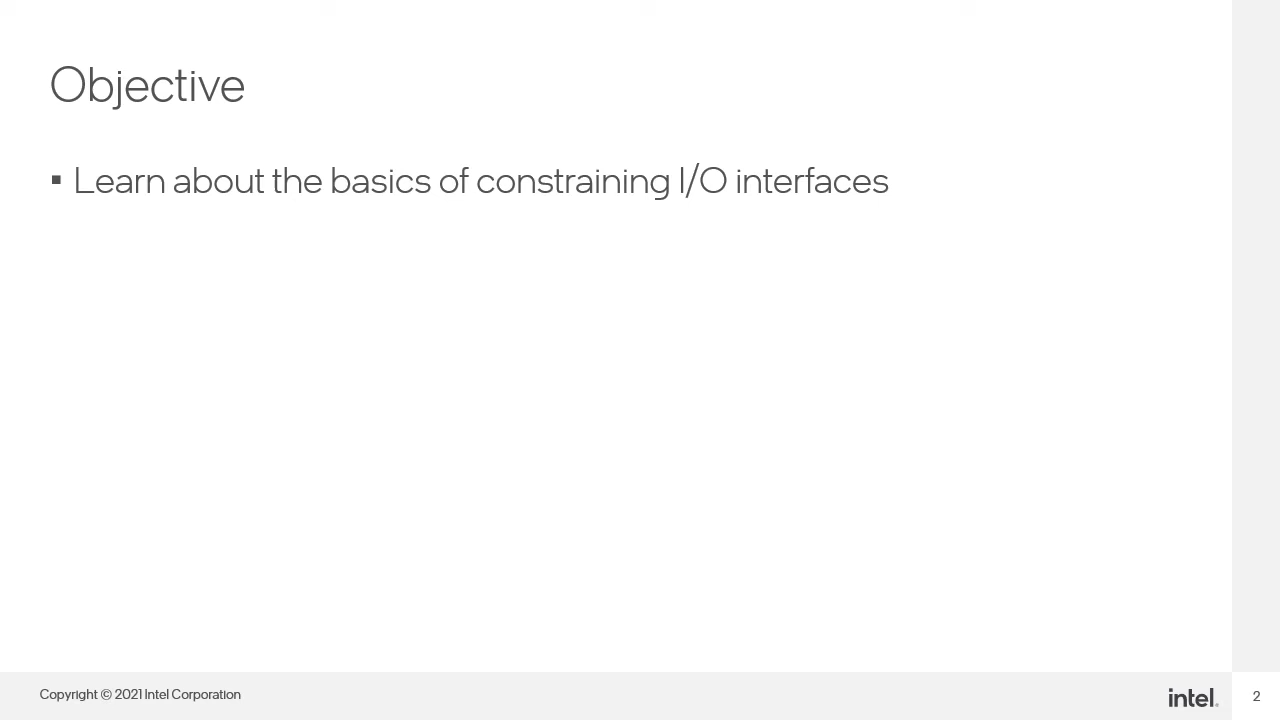 Objective
▪ Learn about the basics of constraining I/O interfaces
Copyright © 2021 Intel Corporation
intel.
2